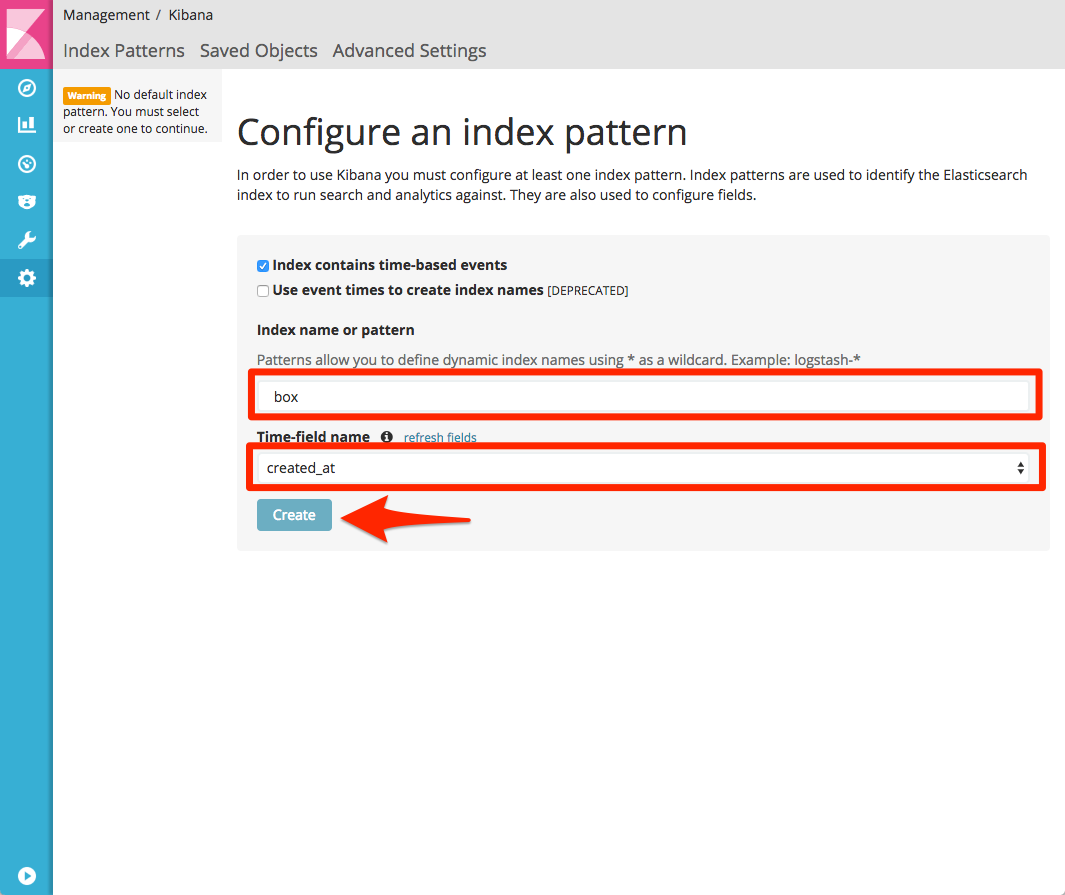 Management / Kibana
Index Patterns Saved Objects Advanced Settings
Warning No default index
pattern. You must select
or create one to continue.
Configure an index pattern
In order to use Kibana you must configure at least one index pattern. Index patterns are used to identify the Elasticsearch
index to run search and analytics against. They are also used to configure fields.
Index contains time-based events
Use event times to create index names [DEPRECATED]
Index name or pattern
Patterns allow you to define dynamic index names using * as a wildcard. Example: logstash-*
box
Time-field name refresh fields
created_at
Create